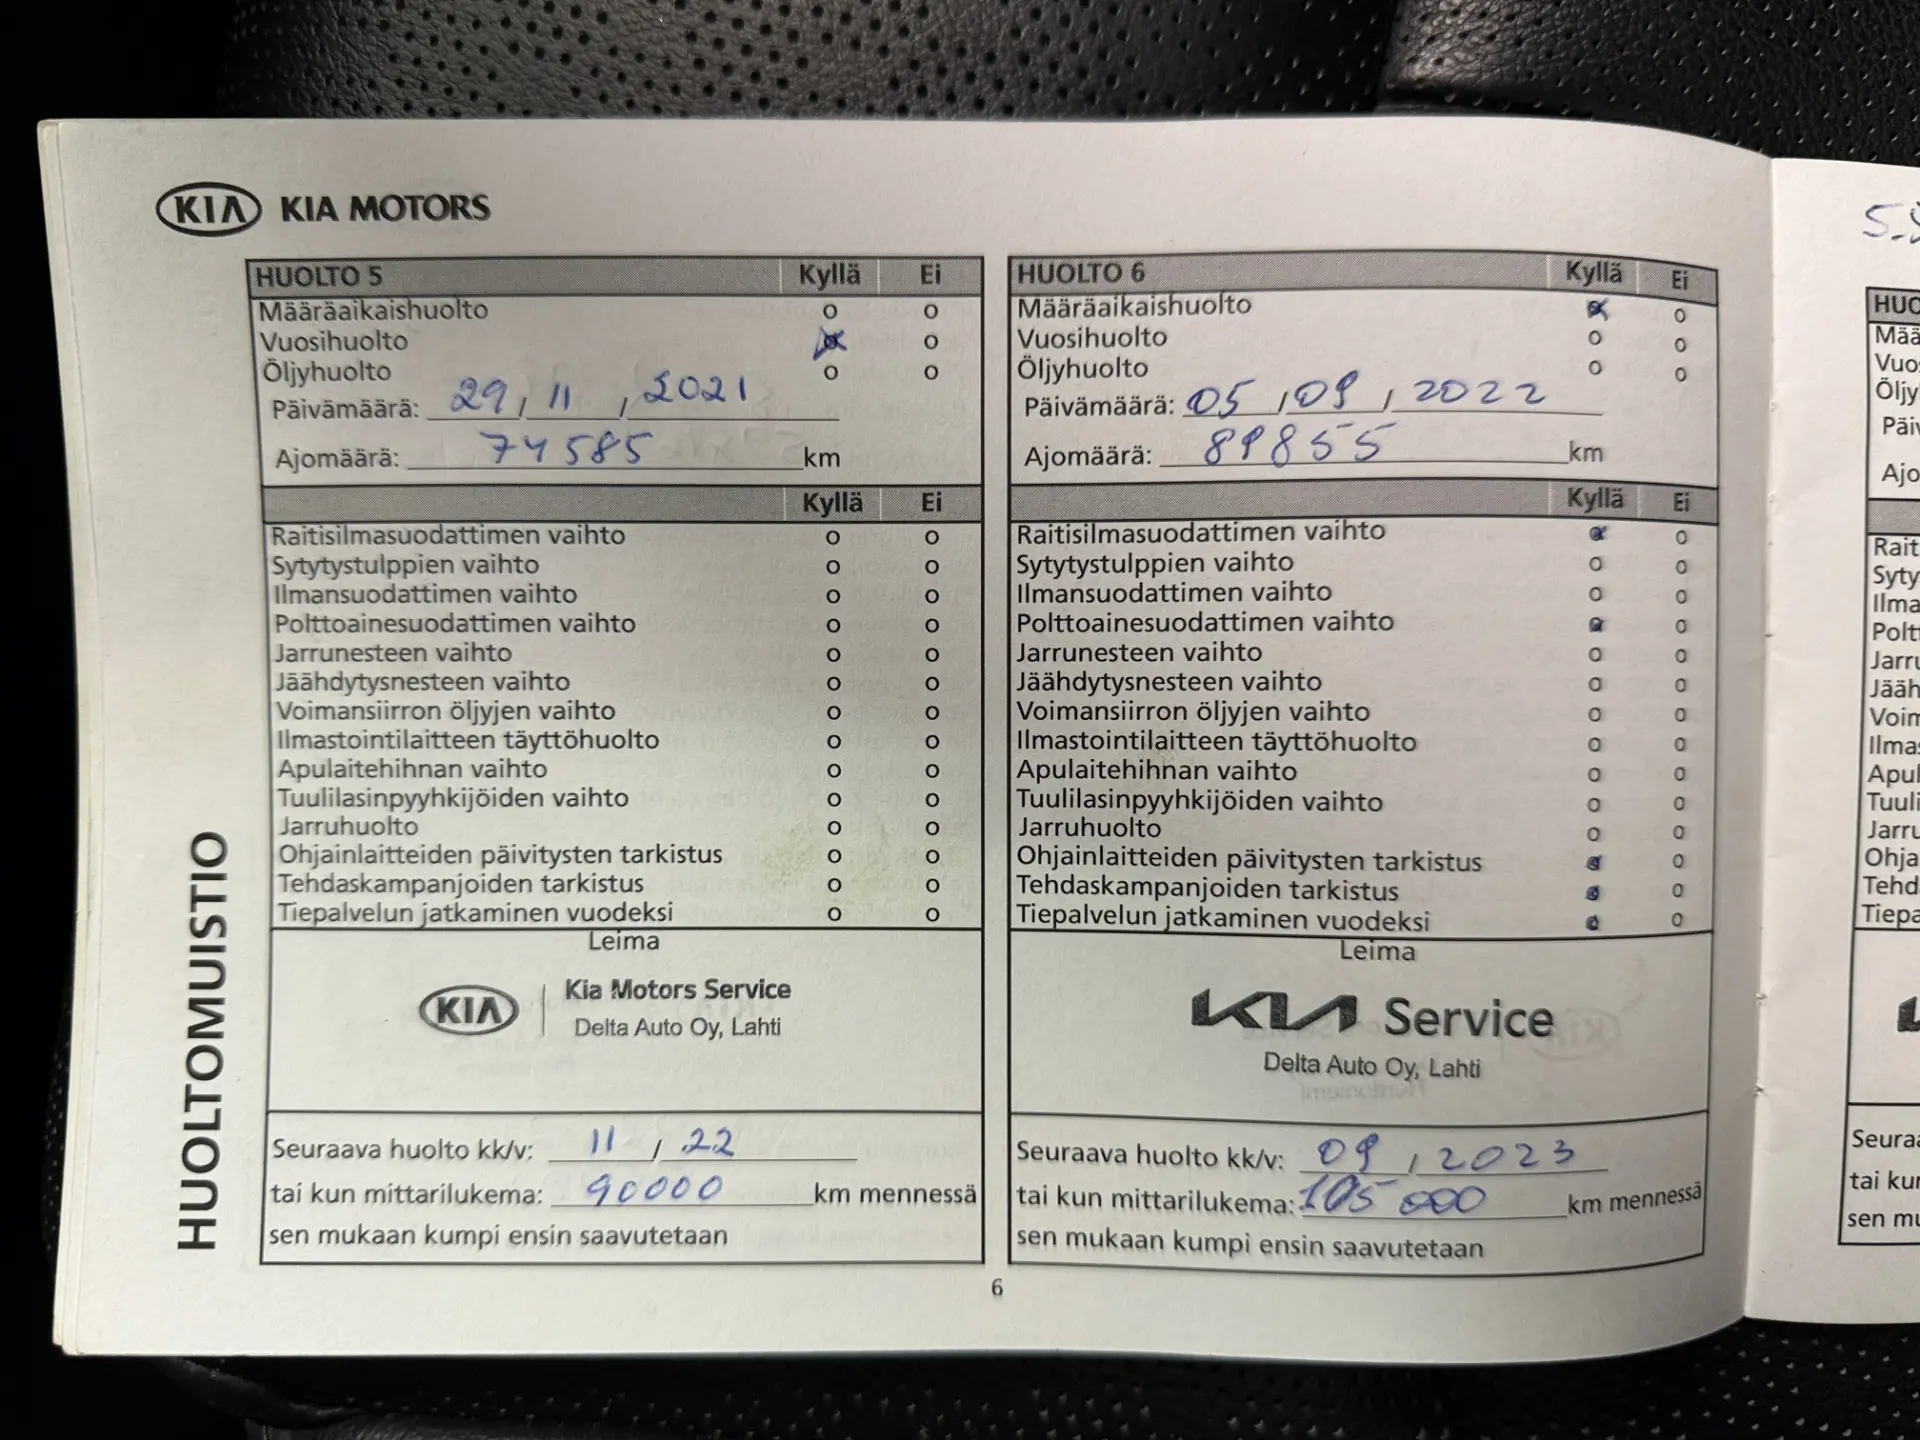 KIA KIA MOTORS
HUOLTO 5 Kyllä Ei
Määräaikaishuolto o o
Vuosihuolto x o
Öljyhuolto o o
Päivämäärä: 29 / 11 / 2021
Ajomäärä: 74585 km
Kyllä Ei
Raitisilmasuodattimen vaihto o o
Sytytystulppien vaihto o o
Ilmansuodattimen vaihto o o
Polttoainesuodattimen vaihto o o
Jarrunesteen vaihto o o
Jäähdytysnesteen vaihto o o
Voimansiirron öljyjen vaihto o o
Ilmastointilaitteen täyttöhuolto o o
Apulaitehihnan vaihto o o
Tuulilasinpyyhkijöiden vaihto o o
Jarruhuolto o o
Ohjainlaitteiden päivitysten tarkistus o o
Tehdaskampanjoiden tarkistus o o
Tiepalvelun jatkaminen vuodeksi o o
Leima
KIA Kia Motors Service
Delta Auto Oy, Lahti
Seuraava huolto kk/v: 11 / 22
tai kun mittarilukema: 90000 km mennessä
sen mukaan kumpi ensin saavutetaan
HUOLTO 6 Kyllä Ei
Määräaikaishuolto x o
Vuosihuolto o o
Öljyhuolto o o
Päivämäärä: 05 / 09 / 2022
Ajomäärä: 89855 km
Kyllä Ei
Raitisilmasuodattimen vaihto x o
Sytytystulppien vaihto o o
Ilmansuodattimen vaihto o o
Polttoainesuodattimen vaihto x o
Jarrunesteen vaihto o o
Jäähdytysnesteen vaihto o o
Voimansiirron öljyjen vaihto o o
Ilmastointilaitteen täyttöhuolto o o
Apulaitehihnan vaihto o o
Tuulilasinpyyhkijöiden vaihto o o
Jarruhuolto o o
Ohjainlaitteiden päivitysten tarkistus x o
Tehdaskampanjoiden tarkistus x o
Tiepalvelun jatkaminen vuodeksi x o
Leima
KIA Service
Delta Auto Oy, Lahti
Seuraava huolto kk/v: 09 / 2023
tai kun mittarilukema: 105 000 km mennessä
sen mukaan kumpi ensin saavutetaan
HUOLTOMUISTIO
6